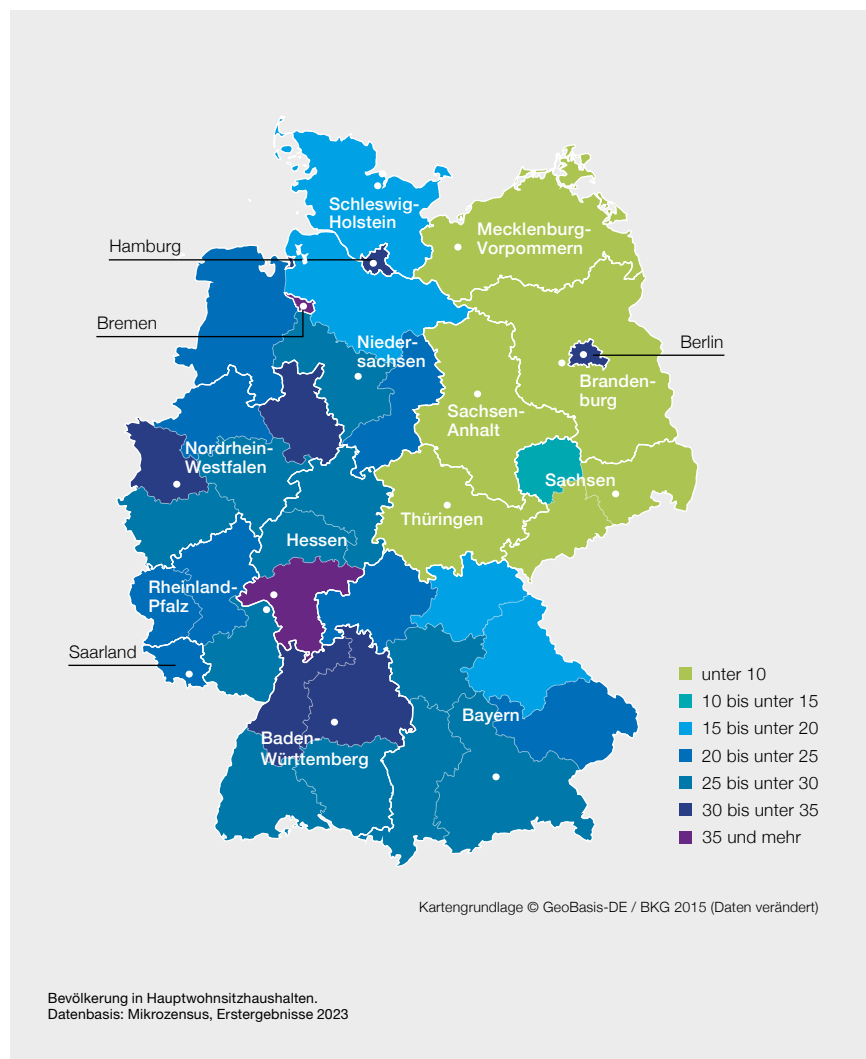 Schleswig-
Holstein
Mecklenburg-
Vorpommern
Hamburg
Bremen
Nieder-
sachsen
Berlin
Branden-
burg
Sachsen-
Anhalt
Nordrhein-
Westfalen
Sachsen
Thüringen
Hessen
Rheinland-
Pfalz
Saarland
Bayern
Baden-
Württemberg
unter 10
10 bis unter 15
15 bis unter 20
20 bis unter 25
25 bis unter 30
30 bis unter 35
35 und mehr
Kartengrundlage © GeoBasis-DE / BKG 2015 (Daten verändert)
Bevölkerung in Hauptwohnsitzhaushalten.
Datenbasis: Mikrozensus, Erstergebnisse 2023